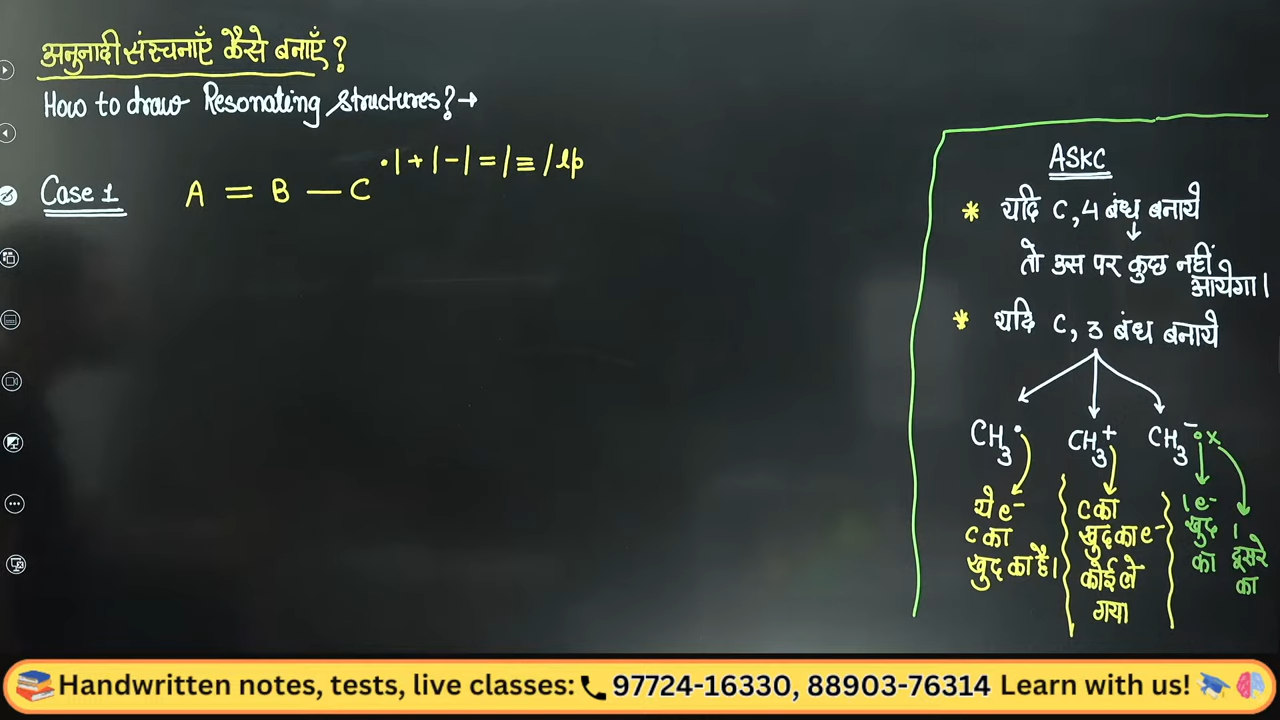 अनुनादी संरचनाएँ कैसे बनाएँ?
How to draw Resonating structures?→
Case 1
A = B — C •/+/-/=/≡/lp
ASKC
* यदि C, 4 बंध बनाये
तो उस पर कुछ नहीं
आयेगा।
* यदि C, 3 बंध बनाये
CH3• CH3+ CH3- •×
ये e-
C का
खुद का है।
C का
खुद का e-
कोई ले
गया
1 e-
खुद
का
1
दूसरे
का
📚Handwritten notes, tests, live classes:📞97724-16330, 88903-76314 Learn with us!